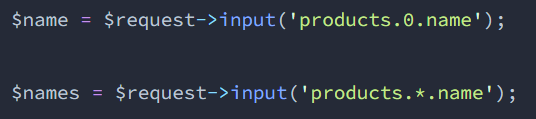 $name = $request->input('products.0.name');
$names = $request->input('products.*.name');